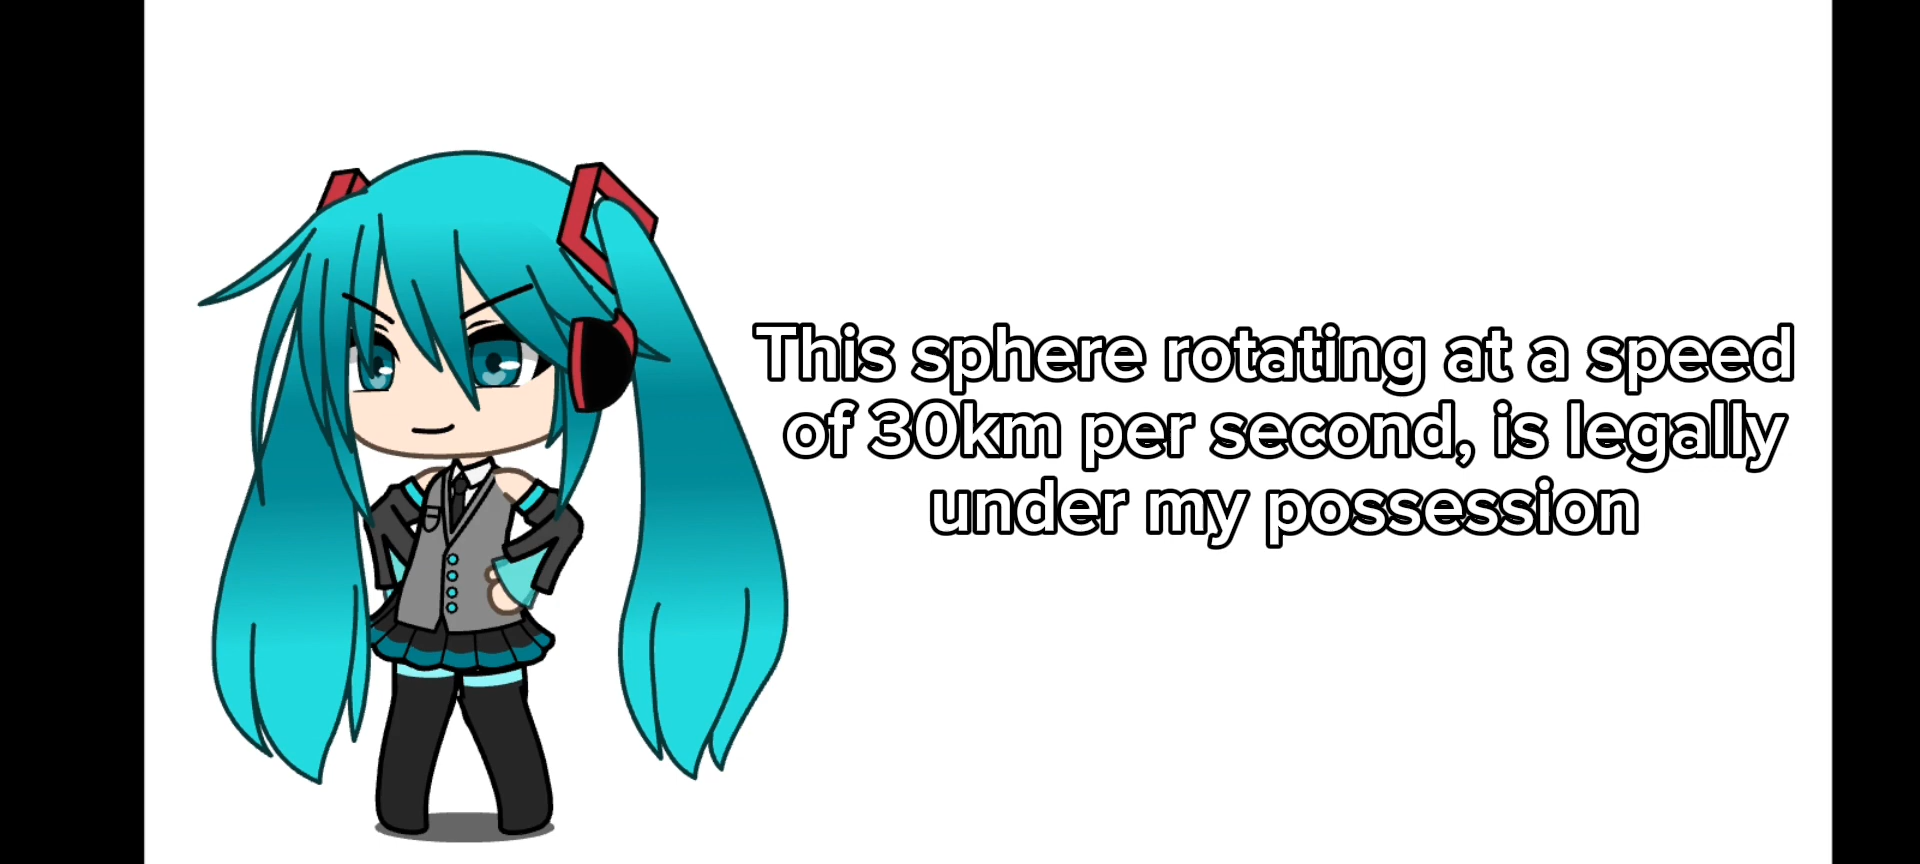 This sphere rotating at a speed
of 30km per second, is legally
under my possession